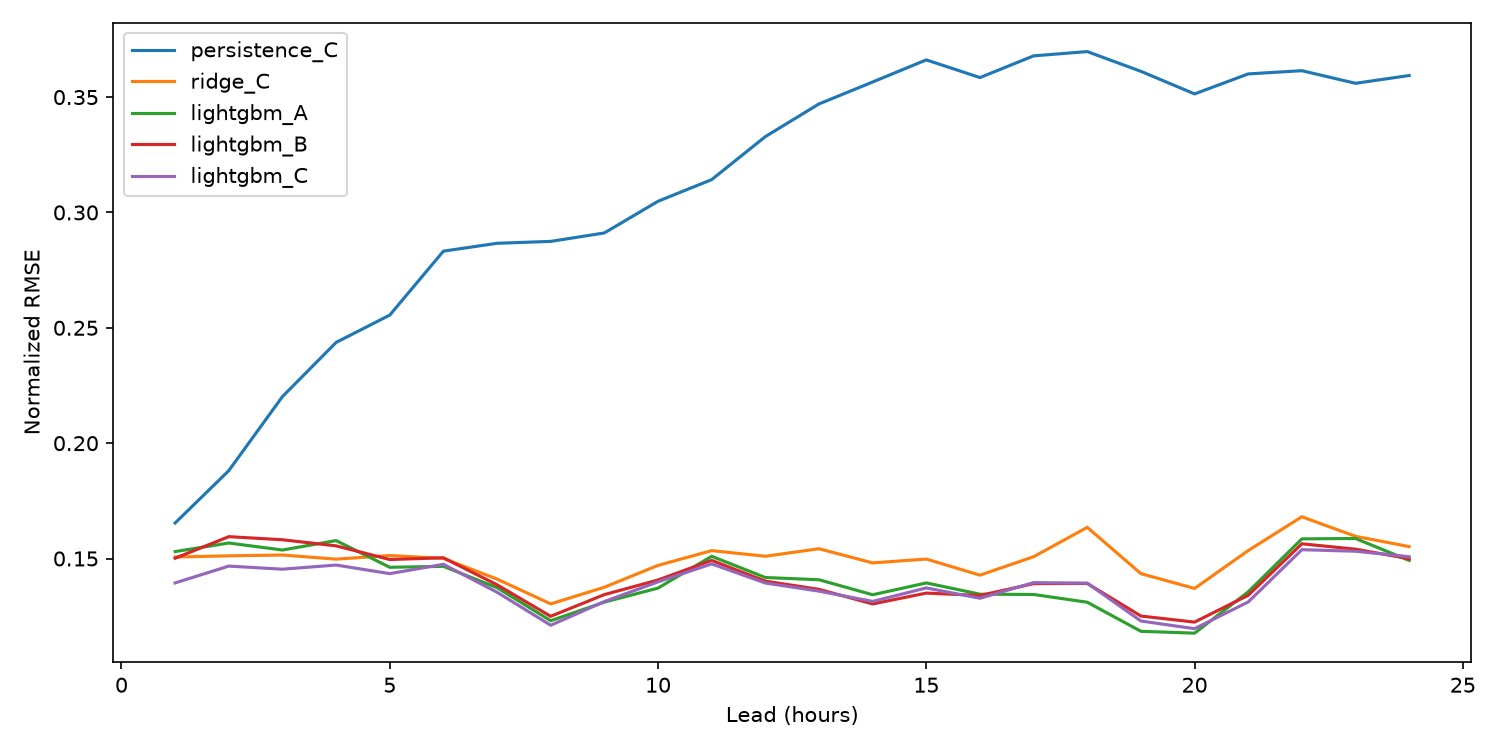 persistence_C
ridge_C
lightgbm_A
lightgbm_B
lightgbm_C
Normalized RMSE
0.35
0.30
0.25
0.20
0.15
0
5
10
15
20
25
Lead (hours)